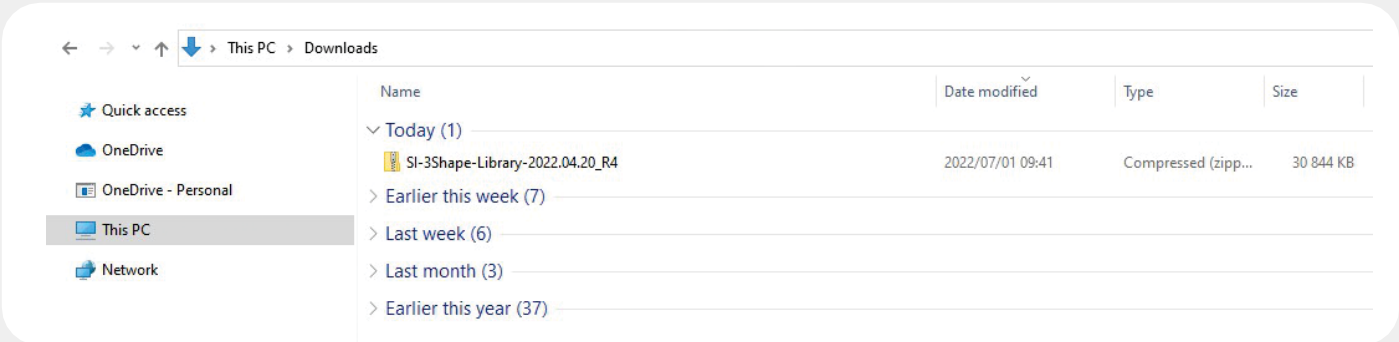 This PC > Downloads
Name Date modified Type Size
Quick access
OneDrive
OneDrive - Personal
This PC
Network
Today (1)
SI-3Shape-Library-2022.04.20_R4 2022/07/01 09:41 Compressed (zipp... 30 844 KB
Earlier this week (7)
Last week (6)
Last month (3)
Earlier this year (37)